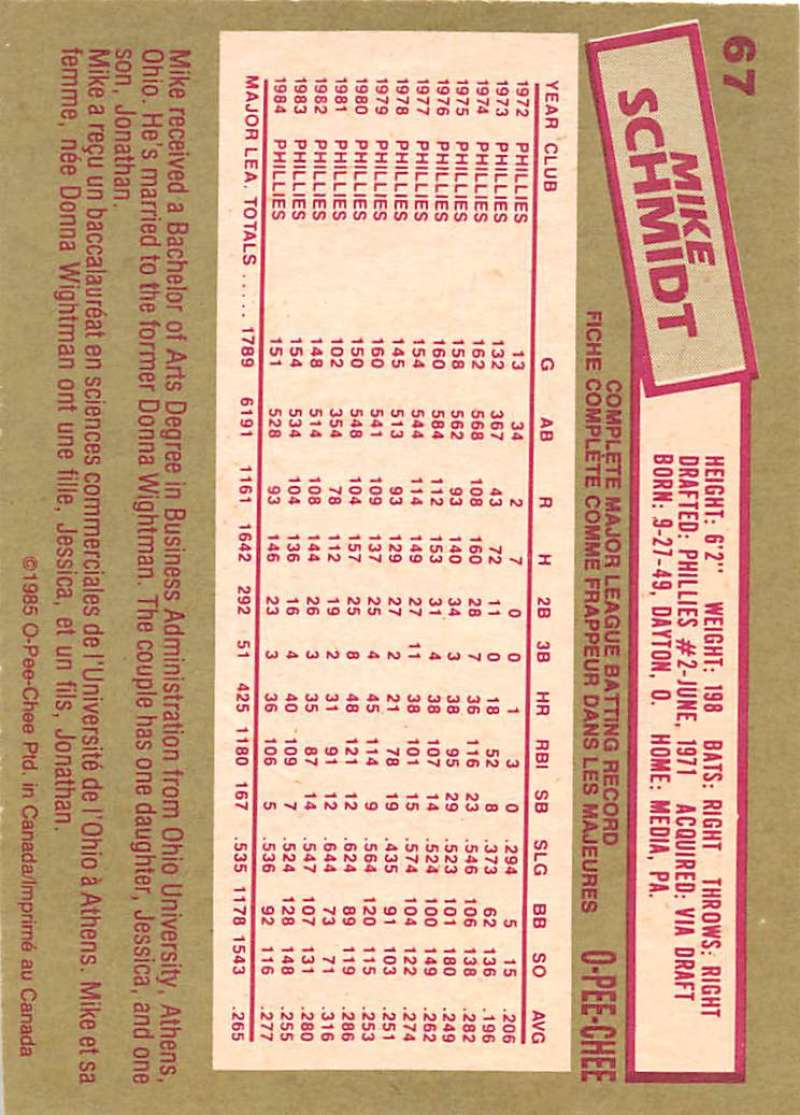 67
MIKE
SCHMIDT
HEIGHT: 6'2" WEIGHT: 198 BATS: RIGHT THROWS: RIGHT
DRAFTED: PHILLIES #2-JUNE, 1971 ACQUIRED: VIA DRAFT
BORN: 9-27-49, DAYTON, O. HOME: MEDIA, PA.
COMPLETE MAJOR LEAGUE BATTING RECORD
FICHE COMPLÈTE COMME FRAPPEUR DANS LES MAJEURES
O-PEE-CHEE
YEAR CLUB G AB R H 2B 3B HR RBI SB SLG BB SO AVG
1972 PHILLIES 13 34 2 7 0 0 1 3 0 .294 5 15 .206
1973 PHILLIES 132 367 43 72 11 0 18 52 8 .373 62 136 .196
1974 PHILLIES 162 568 108 160 28 7 36 116 23 .546 106 138 .282
1975 PHILLIES 158 562 93 140 34 3 38 95 29 .523 101 180 .249
1976 PHILLIES 160 584 112 153 31 4 38 107 14 .524 100 149 .262
1977 PHILLIES 154 544 114 149 27 11 38 101 15 .574 104 122 .274
1978 PHILLIES 145 513 93 129 27 2 21 78 19 .435 91 103 .251
1979 PHILLIES 160 541 109 137 25 4 45 114 9 .564 120 115 .253
1980 PHILLIES 150 548 104 157 25 8 48 121 12 .624 89 119 .286
1981 PHILLIES 102 354 78 112 19 2 31 91 12 .644 73 71 .316
1982 PHILLIES 148 514 108 144 26 3 35 87 14 .547 107 131 .280
1983 PHILLIES 154 534 104 136 16 4 40 109 7 .524 128 148 .255
1984 PHILLIES 151 528 93 146 23 3 36 106 5 .536 92 116 .277
MAJOR LEA. TOTALS ..... 1789 6191 1161 1642 292 51 425 1180 167 .535 1178 1543 .265
Mike received a Bachelor of Arts Degree in Business Administration from Ohio University, Athens,
Ohio. He's married to the former Donna Wightman. The couple has one daughter, Jessica, and one
son, Jonathan.
Mike a reçu un baccalauréat en sciences commerciales de l'Université de l'Ohio à Athens. Mike et sa
femme, née Donna Wightman ont une fille, Jessica, et un fils, Jonathan.
©1985 O-Pee-Chee Ptd. in Canada/Imprimé au Canada